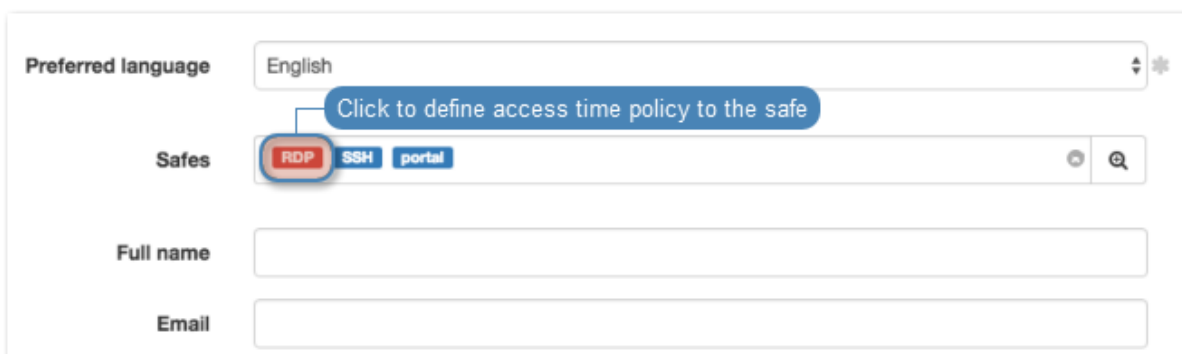 Preferred language English
Click to define access time policy to the safe
Safes RDP SSH portal
Full name
Email